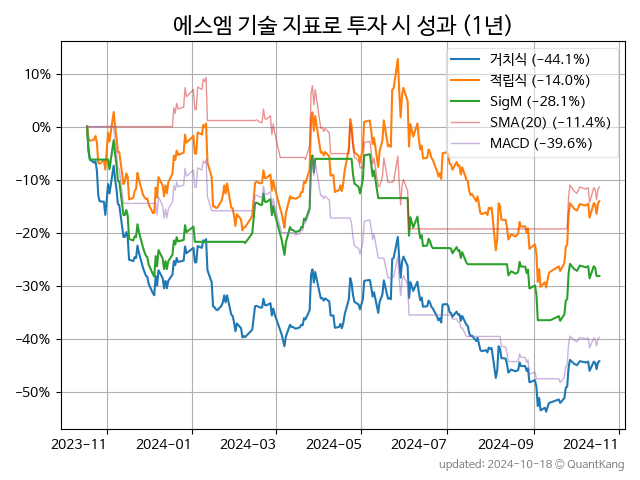 에스엠 기술 지표로 투자 시 성과 (1년)
거치식 (−44.1%)
적립식 (−14.0%)
SigM (−28.1%)
SMA(20) (−11.4%)
MACD (−39.6%)
10%
0%
−10%
−20%
−30%
−40%
−50%
2023-11 2024-01 2024-03 2024-05 2024-07 2024-09 2024-11
updated: 2024-10-18 © QuantKang